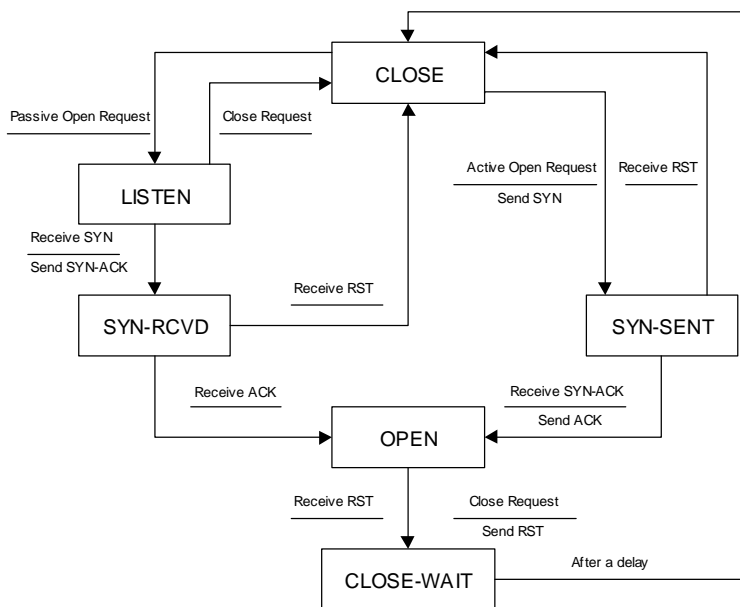 CLOSE
Passive Open Request
Close Request
Active Open Request
Send SYN
Receive RST
LISTEN
Receive SYN
Send SYN-ACK
Receive RST
SYN-RCVD
SYN-SENT
Receive ACK
Receive SYN-ACK
Send ACK
OPEN
Receive RST
Close Request
Send RST
CLOSE-WAIT
After a delay